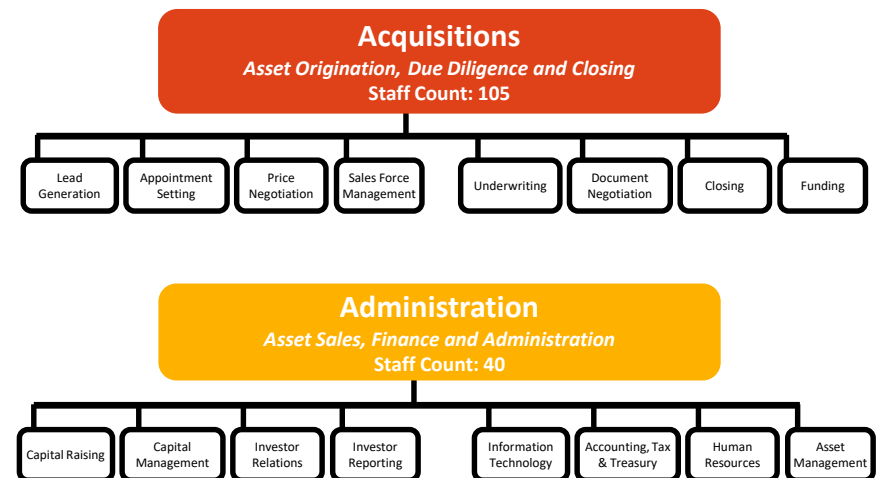 Acquisitions
Asset Origination, Due Diligence and Closing
Staff Count: 105
Lead
Generation
Appointment
Setting
Price
Negotiation
Sales Force
Management
Underwriting
Document
Negotiation
Closing
Funding
Administration
Asset Sales, Finance and Administration
Staff Count: 40
Capital Raising
Capital
Management
Investor
Relations
Investor
Reporting
Information
Technology
Accounting, Tax
& Treasury
Human
Resources
Asset
Management